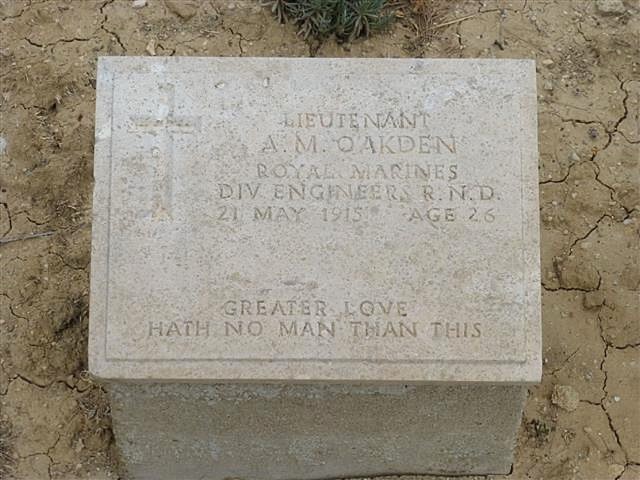 LIEUTENANT
A. M. OAKDEN
ROYAL MARINES
DIV. ENGINEERS R.N.D.
21 MAY 1915 AGE 26
GREATER LOVE
HATH NO MAN THAN THIS